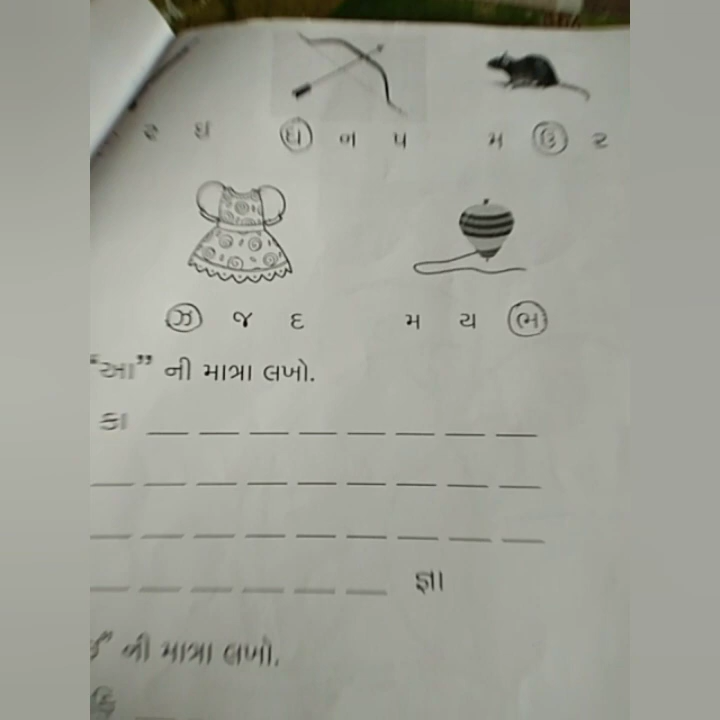 ર ઘ ધ ન પ મ ઉ ર
ઝ જ દ મ ય ભ
“આ” ની માત્રા લખો.
કા
જ્ઞા
ની માત્રા લખો.